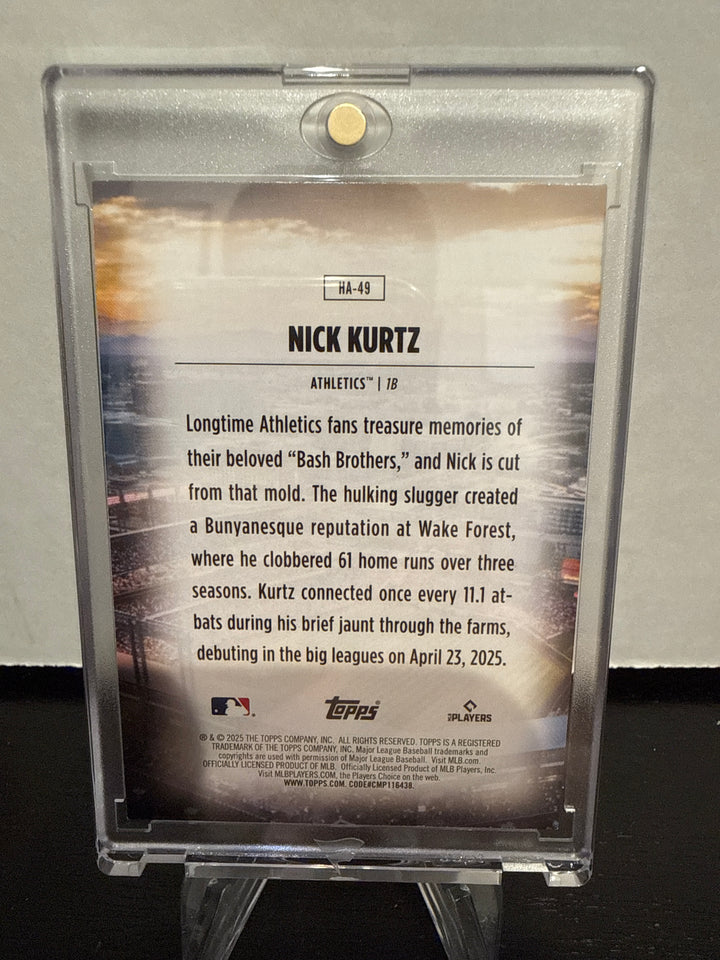 HA-49
NICK KURTZ
ATHLETICS™ | 1B
Longtime Athletics fans treasure memories of
their beloved “Bash Brothers,” and Nick is cut
from that mold. The hulking slugger created
a Bunyanesque reputation at Wake Forest,
where he clobbered 61 home runs over three
seasons. Kurtz connected once every 11.1 at-
bats during his brief jaunt through the farms,
debuting in the big leagues on April 23, 2025.
Topps®
MLB PLAYERS
® & © 2025 THE TOPPS COMPANY, INC. ALL RIGHTS RESERVED. TOPPS IS A REGISTERED
TRADEMARK OF THE TOPPS COMPANY, INC. Major League Baseball trademarks and
copyrights are used with permission of Major League Baseball. Visit MLB.com.
OFFICIALLY LICENSED PRODUCT OF MLB. Officially Licensed Product of MLB Players, Inc.
Visit MLBPLAYERS.COM, the Players Choice on the web.
WWW.TOPPS.COM. CODE#CMP116438.